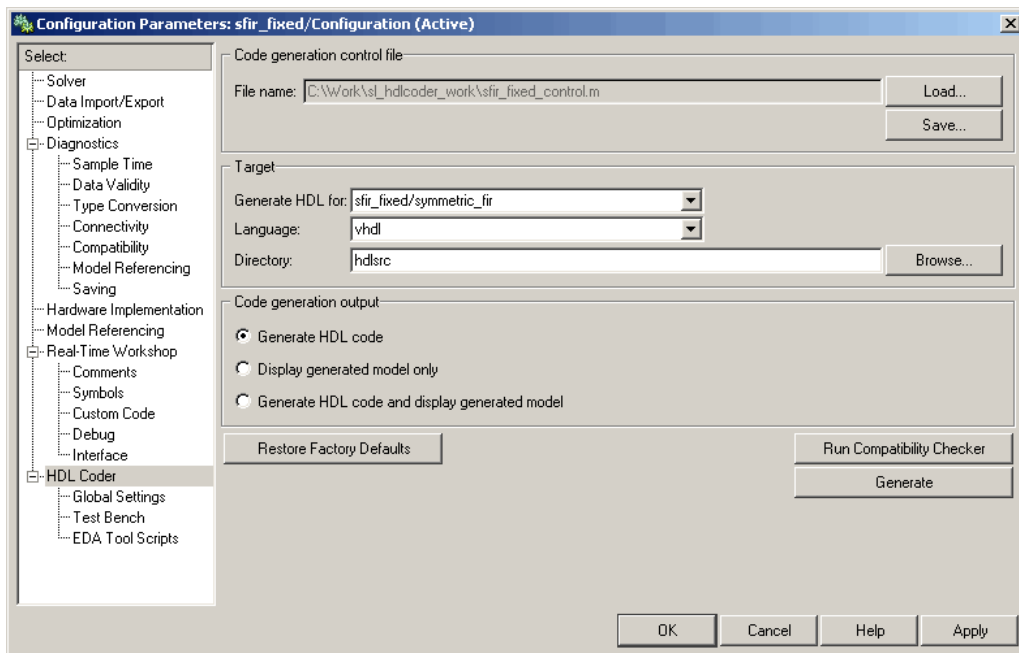 Configuration Parameters: sfir_fixed/Configuration (Active)
Select:
Solver
Data Import/Export
Optimization
Diagnostics
Sample Time
Data Validity
Type Conversion
Connectivity
Compatibility
Model Referencing
Saving
Hardware Implementation
Model Referencing
Real-Time Workshop
Comments
Symbols
Custom Code
Debug
Interface
HDL Coder
Global Settings
Test Bench
EDA Tool Scripts
Code generation control file
File name: C:\Work\sl_hdlcoder_work\sfir_fixed_control.m Load...
Save...
Target
Generate HDL for: sfir_fixed/symmetric_fir
Language: vhdl
Directory: hdlsrc Browse...
Code generation output
Generate HDL code
Display generated model only
Generate HDL code and display generated model
Restore Factory Defaults Run Compatibility Checker
Generate
OK Cancel Help Apply